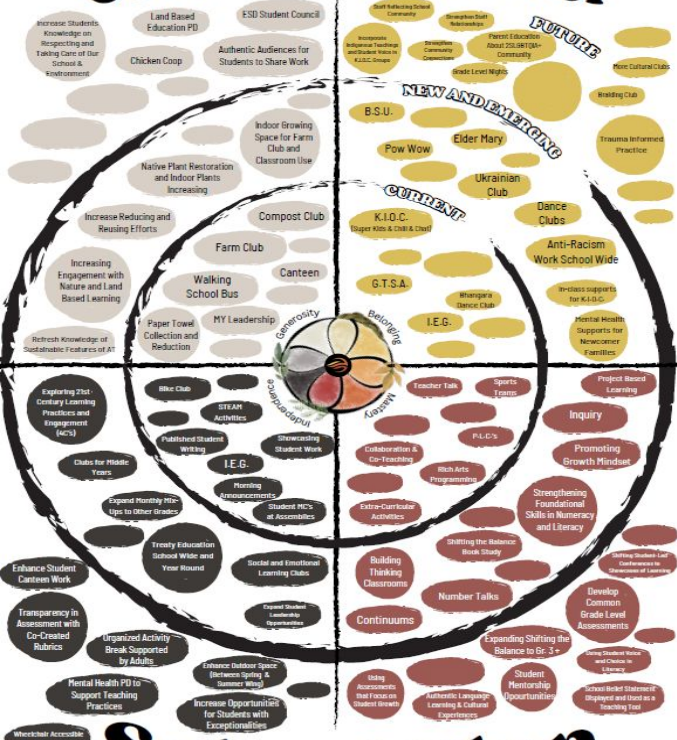 Increase Students
Knowledge on
Respecting and
Taking Care of Our
School &
Environment
Land Based
Education PD
ESD Student Council
Chicken Coop
Authentic Audiences for
Students to Share Work
Indoor Growing
Space for Farm
Club and
Classroom Use
Native Plant Restoration
and Indoor Plants
Increasing
Increase Reducing and
Reusing Efforts
Compost Club
Farm Club
Increasing
Engagement with
Nature and Land
Based Learning
Walking
School Bus
Canteen
Paper Towel
Collection and
Reduction
MY Leadership
Refresh Knowledge of
Sustainable Features of AT
Staff Reflecting School
Community
Strengthen Staff
Relationships
FUTURE
Incorporate
Indigenous Teachings
and Student Voice in
K.I.O.C. Groups
Strengthen
Community
Connections
Parent Education
About 2SLGBTQIA+
Community
Grade Level Nights
More Cultural Clubs
Braiding Club
NEW AND EMERGING
B.S.U.
Elder Mary
Pow Wow
Trauma Informed
Practice
Ukrainian
Club
CURRENT
K.I.O.C.
(Super Kids & Chill & Chat)
Dance
Clubs
Anti-Racism
Work School Wide
G.T.S.A.
Bhangara
Dance Club
In-class supports
for K.I.O.C.
I.E.G.
Mental Health
Supports for
Newcomer
Families
Generosity
Belonging
Independence
Mastery
Exploring 21st-
Century Learning
Practices and
Engagement
(4C's)
Bike Club
STEAM
Activities
Published Student
Writing
Showcasing
Student Work
Clubs for Middle
Years
I.E.G.
Morning
Announcements
Expand Monthly Mix-
Ups to Other Grades
Student MC's
at Assemblies
Treaty Education
School Wide and
Year Round
Enhance Student
Canteen Work
Social and Emotional
Learning Clubs
Transparency in
Assessment with
Co-Created
Rubrics
Expand Student
Leadership
Opportunities
Organized Activity
Break Supported
by Adults
Enhance Outdoor Space
(Between Spring &
Summer Wing)
Mental Health PD to
Support Teaching
Practices
Increase Opportunities
for Students with
Exceptionalities
Wheelchair Accessible
Teacher Talk
Sports
Teams
Project Based
Learning
Inquiry
P.L.C.'s
Collaboration &
Co-Teaching
Promoting
Growth Mindset
Rich Arts
Programming
Strengthening
Foundational
Skills in Numeracy
and Literacy
Extra-Curricular
Activities
Shifting the Balance
Book Study
Shifting Student-Led
Conferences to
Showcases of Learning
Building
Thinking
Classrooms
Number Talks
Develop
Common
Grade Level
Assessments
Continuums
Expanding Shifting the
Balance to Gr. 3+
Using Student Voice
and Choice in
Literacy
Using
Assessments
that Focus on
Student Growth
Student
Mentorship
Opourtunities
Authentic Language
Learning & Cultural
Experiences
School Belief Statement
Displayed and Used as a
Teaching Tool